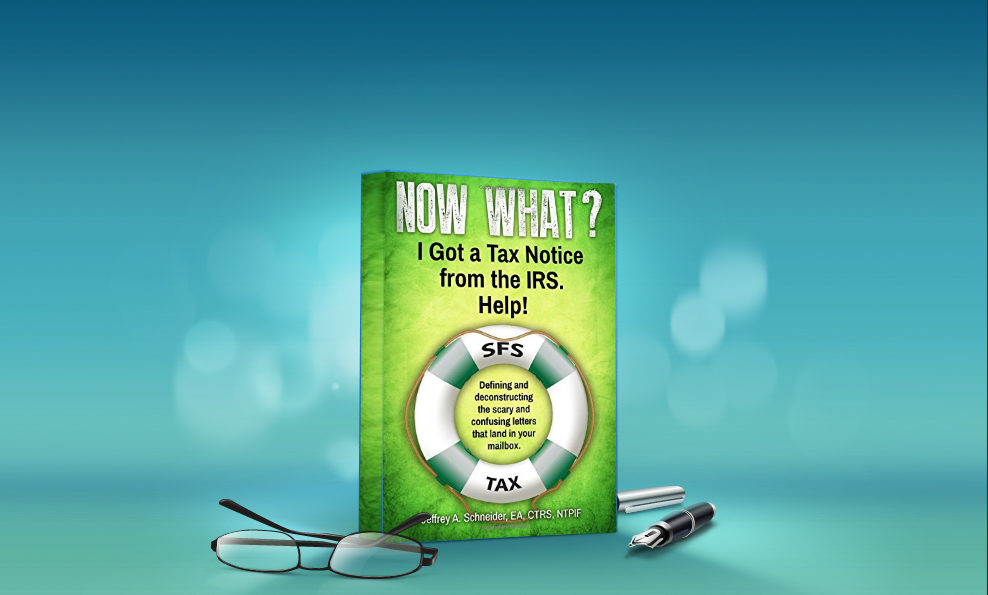 NOW WHAT?
I Got a Tax Notice
from the IRS.
Help!
SFS
Defining and
deconstructing
the scary and
confusing letters
that land in your
mailbox.
TAX
Jeffrey A. Schneider, EA, CTRS, NTPIF